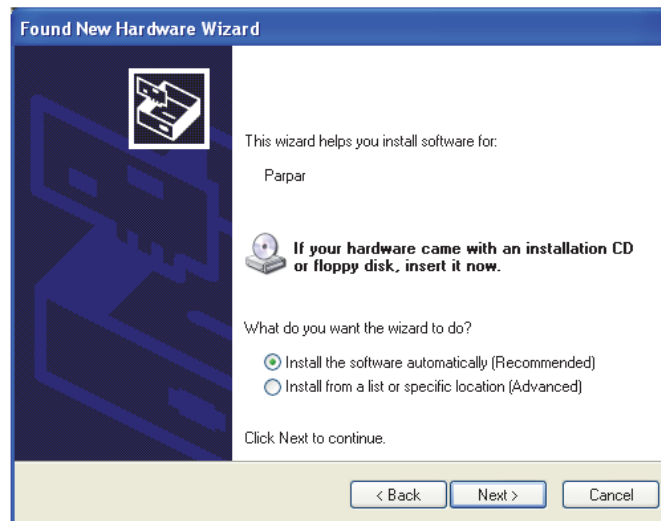 Found New Hardware Wizard
This wizard helps you install software for:
Parpar
If your hardware came with an installation CD
or floppy disk, insert it now.
What do you want the wizard to do?
Install the software automatically (Recommended)
Install from a list or specific location (Advanced)
Click Next to continue.
< Back Next > Cancel